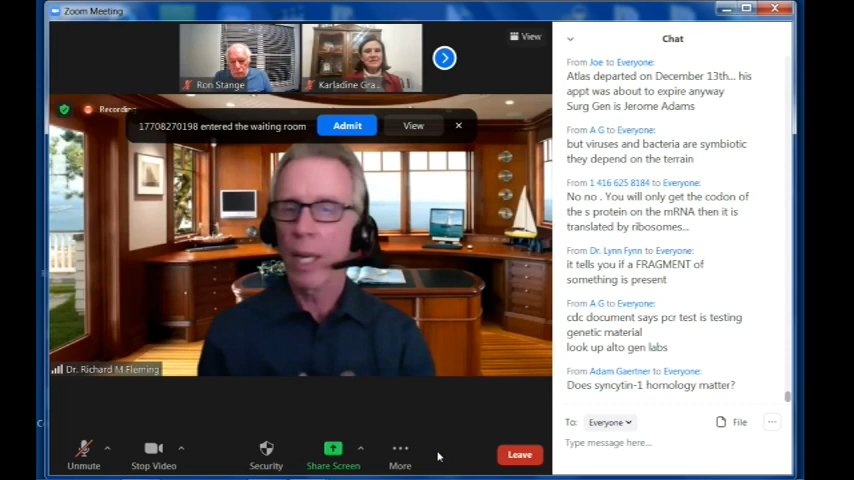 Zoom Meeting
View
Ron Stange
Karladine Gra...
Recording
17708270198 entered the waiting room
Admit
View
Dr. Richard M Fleming
Unmute
Stop Video
Security
Share Screen
More
Leave
Chat
From Joe to Everyone:
Atlas departed on December 13th... his
appt was about to expire anyway
Surg Gen is Jerome Adams
From A G to Everyone:
but viruses and bacteria are symbiotic
they depend on the terrain
From 1 416 625 8184 to Everyone:
No no . You will only get the codon of
the s protein on the mRNA then it is
translated by ribosomes...
From Dr. Lynn Fynn to Everyone:
it tells you if a FRAGMENT of
something is present
From A G to Everyone:
cdc document says pcr test is testing
genetic material
look up alto gen labs
From Adam Gaertner to Everyone:
Does syncytin-1 homology matter?
To: Everyone
File
Type message here...